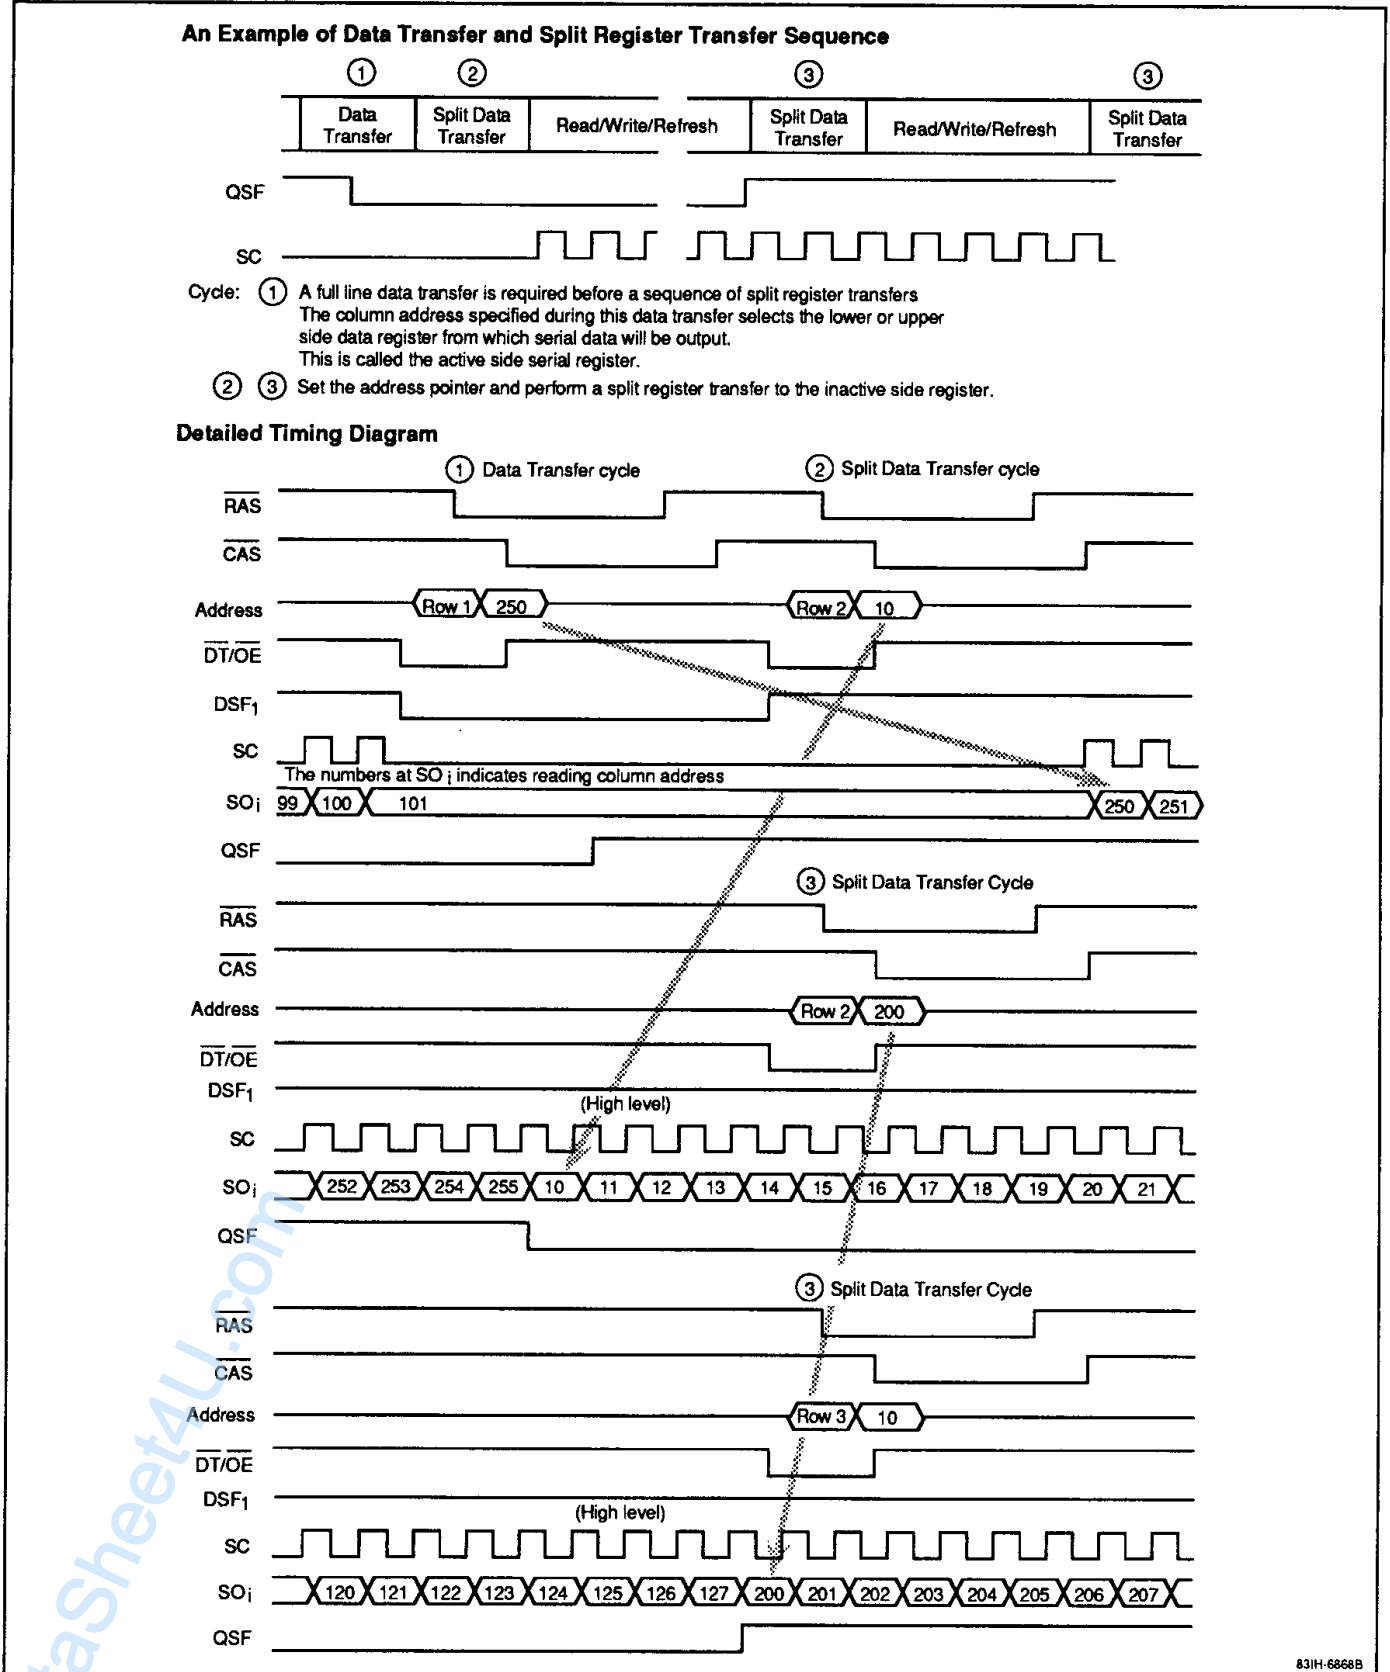 An Example of Data Transfer and Split Register Transfer Sequence
① ② ③ ③
Data Transfer
Split Data Transfer
Read/Write/Refresh
Split Data Transfer
Read/Write/Refresh
Split Data Transfer
QSF
SC
Cycle: ① A full line data transfer is required before a sequence of split register transfers
The column address specified during this data transfer selects the lower or upper
side data register from which serial data will be output.
This is called the active side serial register.
② ③ Set the address pointer and perform a split register transfer to the inactive side register.
Detailed Timing Diagram
① Data Transfer cycle ② Split Data Transfer cycle
RAS
CAS
Address Row 1 250 Row 2 10
DT/OE
DSF1
SC
The numbers at SO i indicates reading column address
SO i 99 100 101 250 251
QSF
③ Split Data Transfer Cycle
RAS
CAS
Address Row 2 200
DT/OE
DSF1
(High level)
SC
SO i 252 253 254 255 10 11 12 13 14 15 16 17 18 19 20 21
QSF
③ Split Data Transfer Cycle
RAS
CAS
Address Row 3 10
DT/OE
DSF1
(High level)
SC
SO i 120 121 122 123 124 125 126 127 200 201 202 203 204 205 206 207
QSF
83IH-6868B
taSheet4U.com